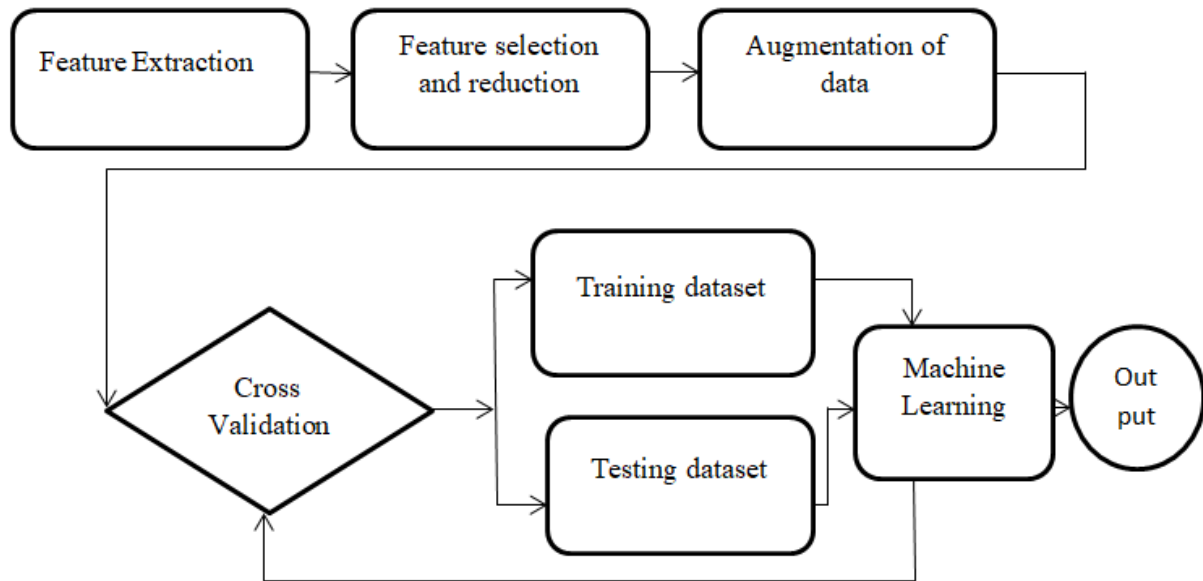 Feature Extraction
Feature selection
and reduction
Augmentation of
data
Training dataset
Cross
Validation
Testing dataset
Machine
Learning
Out
put